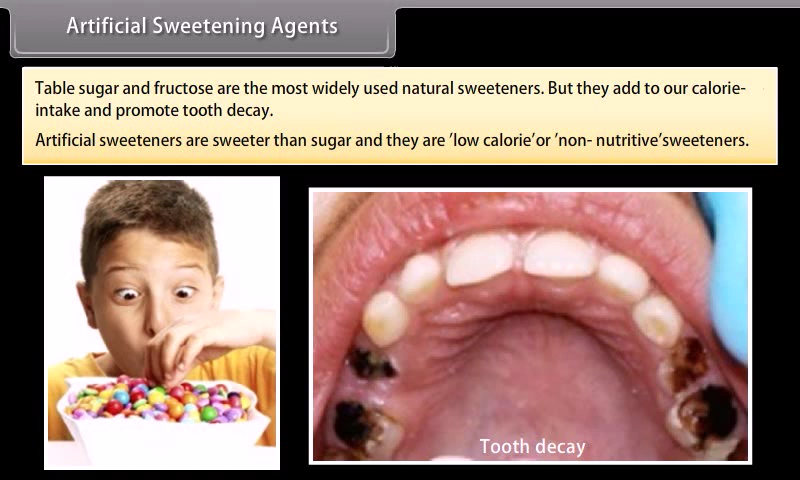 Artificial Sweetening Agents
Table sugar and fructose are the most widely used natural sweeteners. But they add to our calorie-
intake and promote tooth decay.
Artificial sweeteners are sweeter than sugar and they are ’low calorie’or ’non- nutritive’sweeteners.
Tooth decay